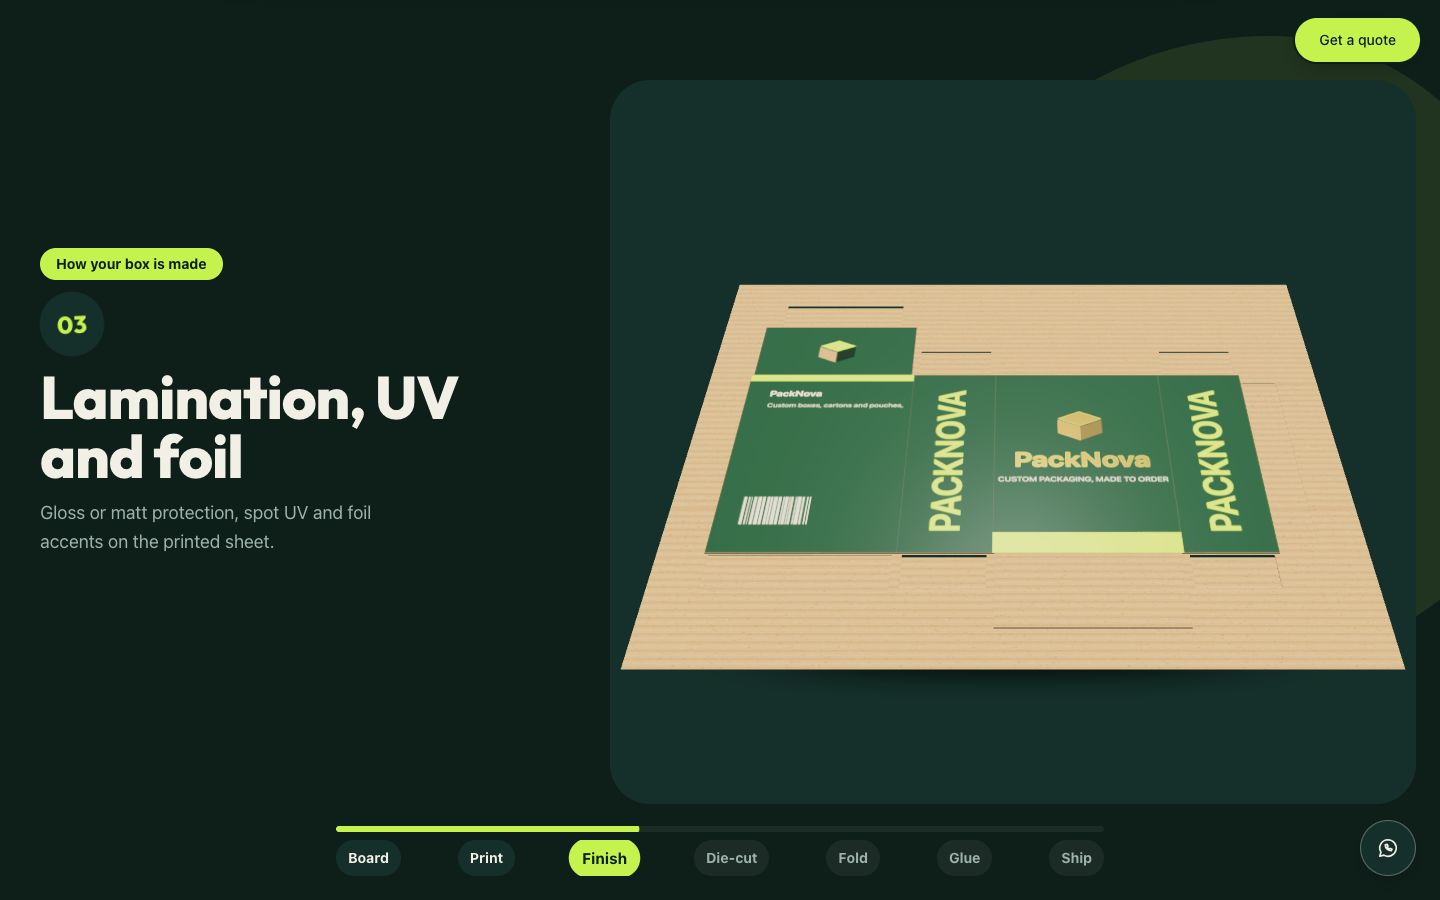 Get a quote
How your box is made
03
Lamination, UV
and foil
Gloss or matt protection, spot UV and foil
accents on the printed sheet.
PackNova
Custom boxes, cartons and pouches,
PACKNOVA
PackNova
CUSTOM PACKAGING, MADE TO ORDER
PACKNOVA
Board
Print
Finish
Die-cut
Fold
Glue
Ship